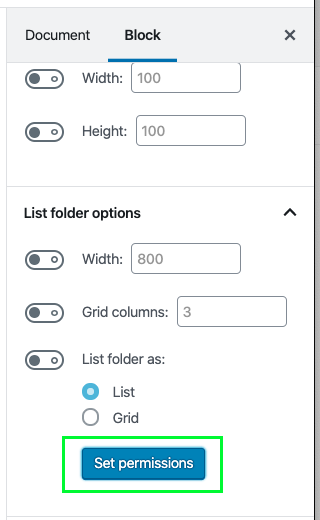 Document Block ×
Width: 100
Height: 100
List folder options
Width: 800
Grid columns: 3
List folder as:
List
Grid
Set permissions